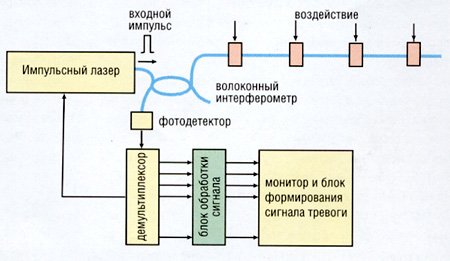 входной
импульс
воздействие
Импульсный лазер
волоконный
интерферометр
фотодетектор
демультиплексор
блок обработки
сигнала
монитор и блок
формирования
сигнала тревоги